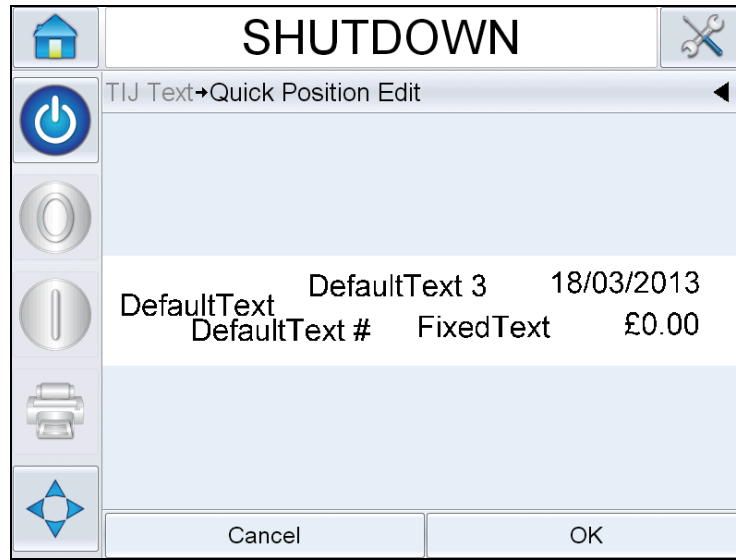 SHUTDOWN
TIJ Text→Quick Position Edit
DefaultText 3 18/03/2013
DefaultText
DefaultText # FixedText £0.00
Cancel OK